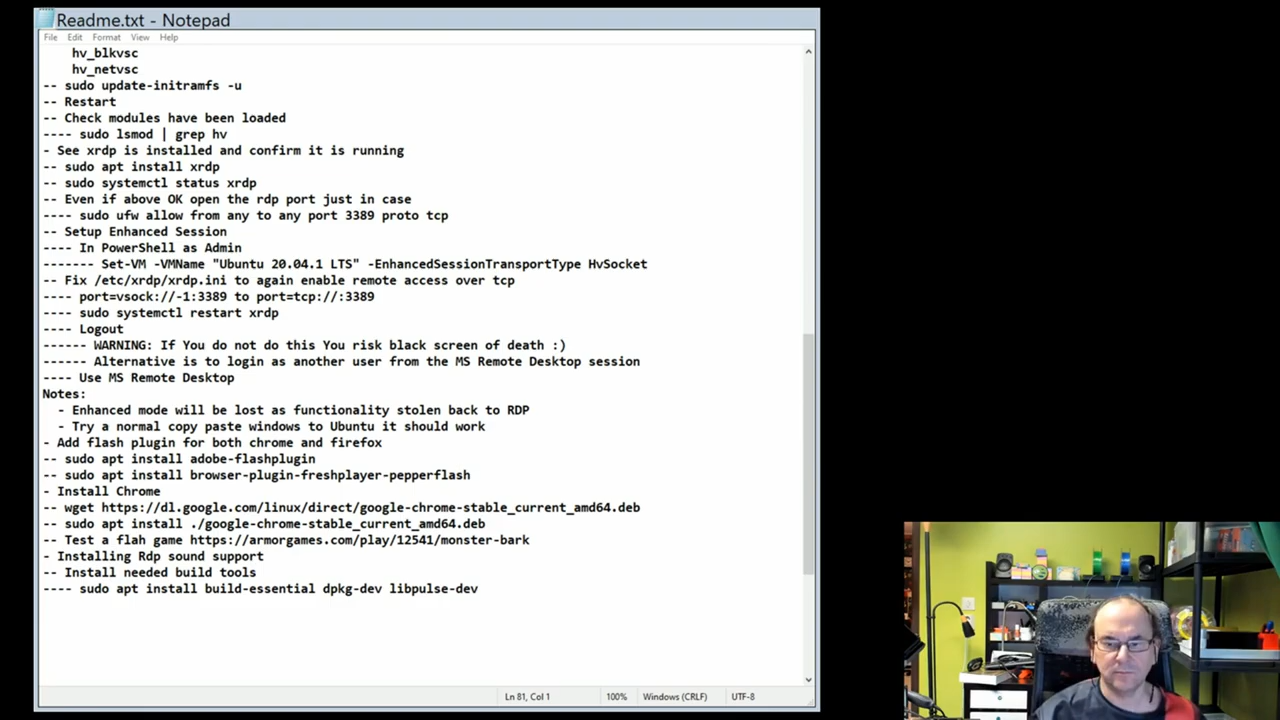 Readme.txt - Notepad
File Edit Format View Help
hv_blkvsc
hv_netvsc
-- sudo update-initramfs -u
-- Restart
-- Check modules have been loaded
---- sudo lsmod | grep hv
- See xrdp is installed and confirm it is running
-- sudo apt install xrdp
-- sudo systemctl status xrdp
-- Even if above OK open the rdp port just in case
---- sudo ufw allow from any to any port 3389 proto tcp
-- Setup Enhanced Session
---- In PowerShell as Admin
------- Set-VM -VMName "Ubuntu 20.04.1 LTS" -EnhancedSessionTransportType HvSocket
-- Fix /etc/xrdp/xrdp.ini to again enable remote access over tcp
---- port=vsock://-1:3389 to port=tcp://:3389
---- sudo systemctl restart xrdp
---- Logout
------ WARNING: If You do not do this You risk black screen of death :)
------ Alternative is to login as another user from the MS Remote Desktop session
---- Use MS Remote Desktop
Notes:
- Enhanced mode will be lost as functionality stolen back to RDP
- Try a normal copy paste windows to Ubuntu it should work
- Add flash plugin for both chrome and firefox
-- sudo apt install adobe-flashplugin
-- sudo apt install browser-plugin-freshplayer-pepperflash
- Install Chrome
-- wget https://dl.google.com/linux/direct/google-chrome-stable_current_amd64.deb
-- sudo apt install ./google-chrome-stable_current_amd64.deb
-- Test a flah game https://armorgames.com/play/12541/monster-bark
- Installing Rdp sound support
-- Install needed build tools
---- sudo apt install build-essential dpkg-dev libpulse-dev
Ln 81, Col 1 100% Windows (CRLF) UTF-8